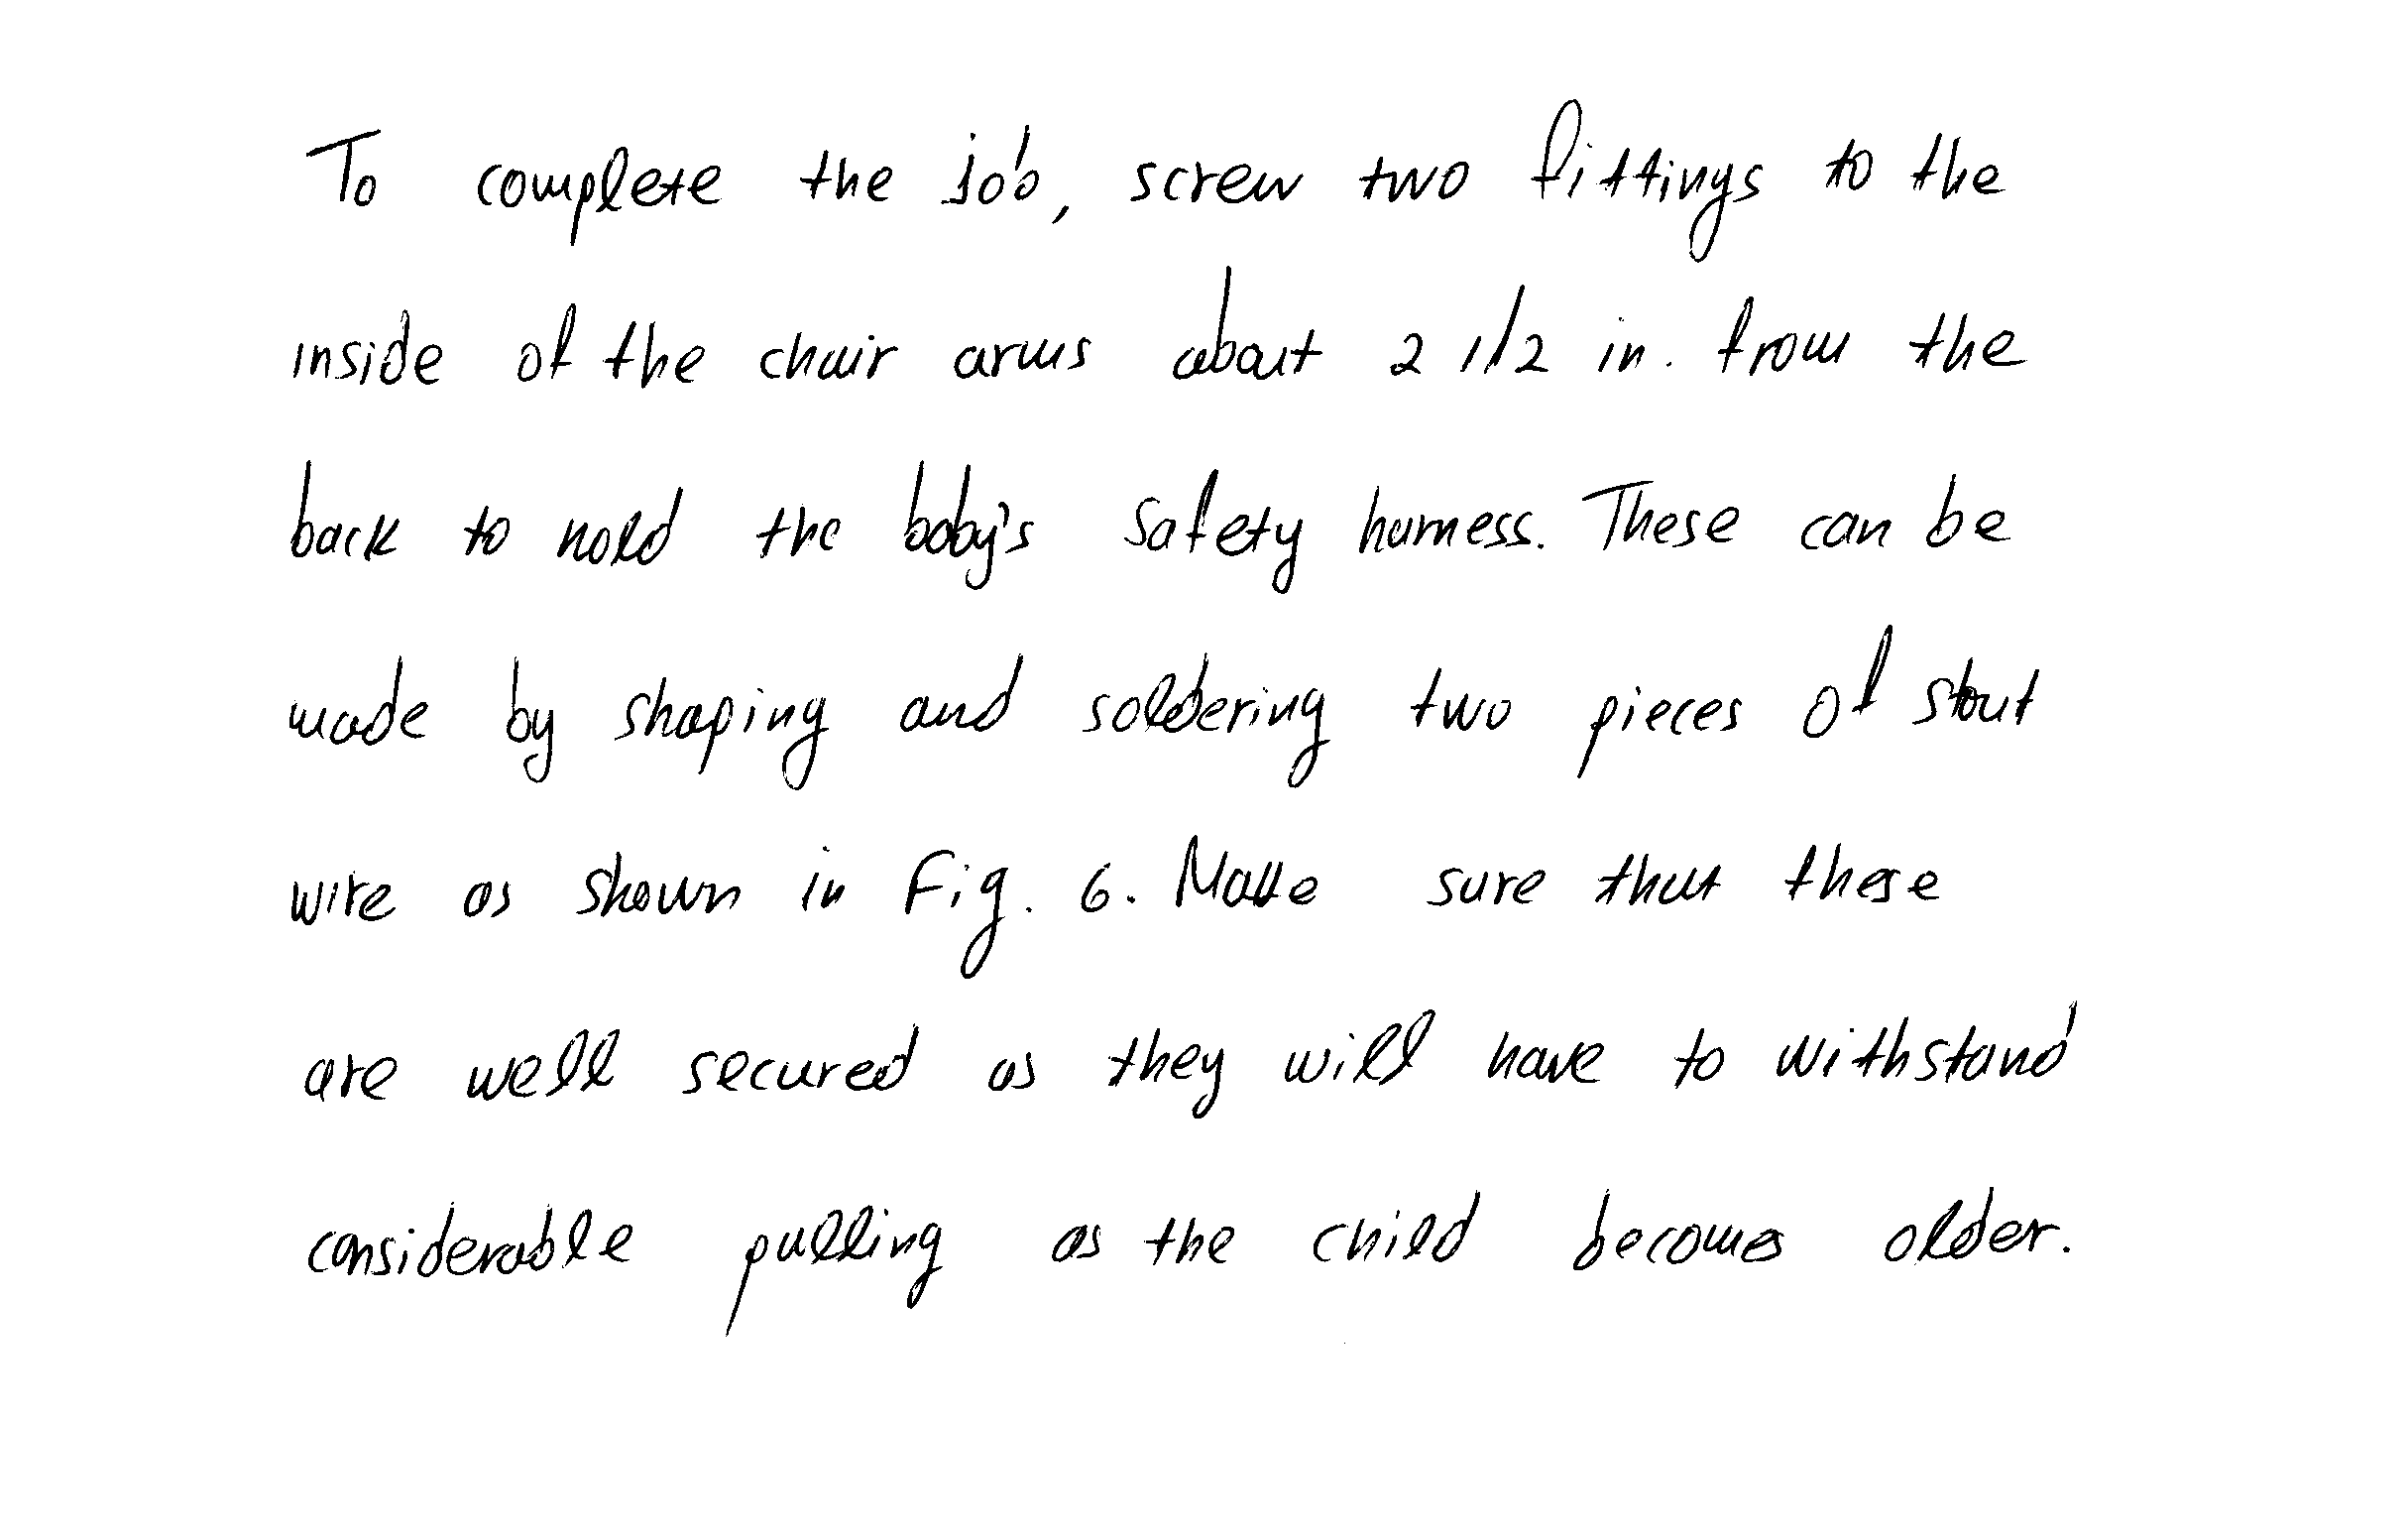 To complete the job, screw two fittings to the
inside of the chair arms about 2 1/2 in. from the
back to hold the baby's safety harness. These can be
made by shaping and soldering two pieces of stout
wire as shown in Fig. 6. Make sure that these
are well secured as they will have to withstand
considerable pulling as the child becomes older.